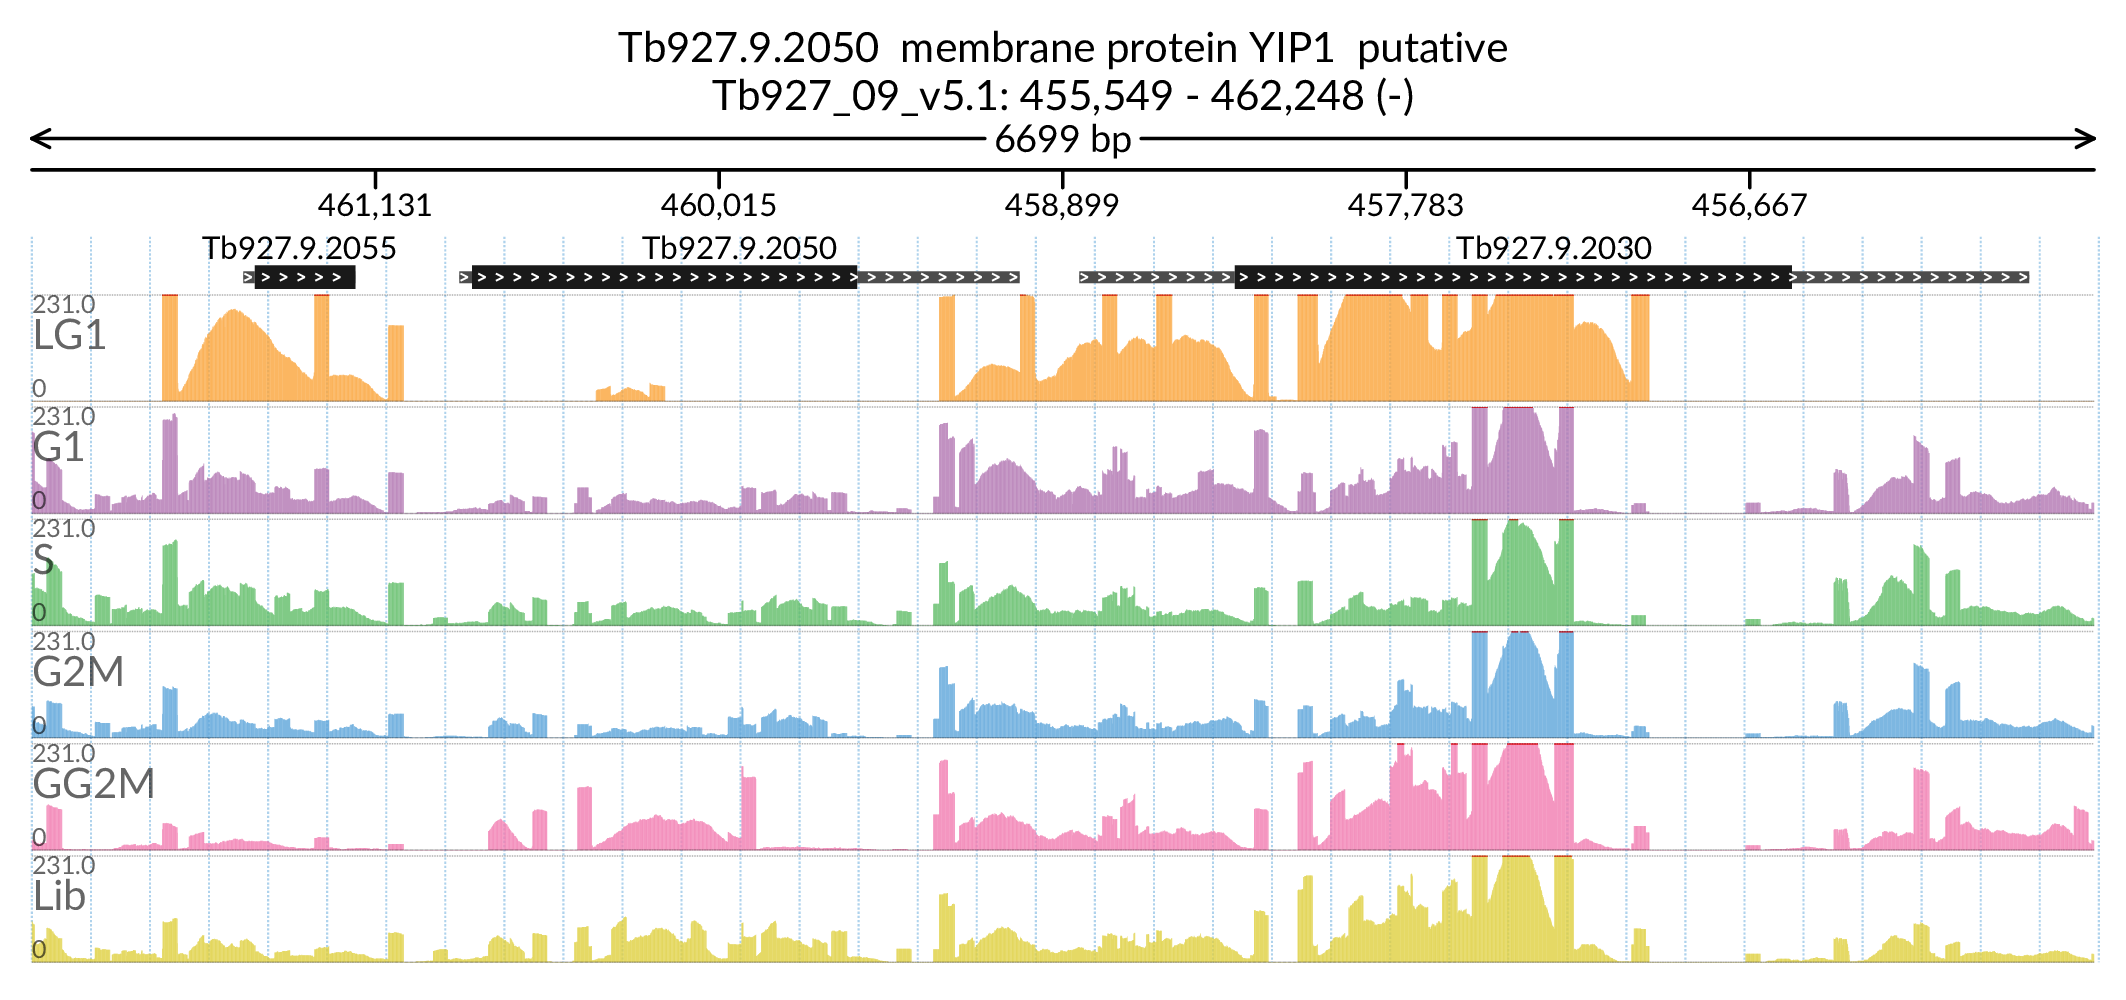 Tb927.9.2050  membrane protein YIP1  putative
Tb927_09_v5.1: 455,549 - 462,248 (-)
6699 bp
461,131 460,015 458,899 457,783 456,667
Tb927.9.2055 Tb927.9.2050 Tb927.9.2030
231.0
LG1
0
231.0
G1
0
231.0
S
0
231.0
G2M
0
231.0
GG2M
0
231.0
Lib
0